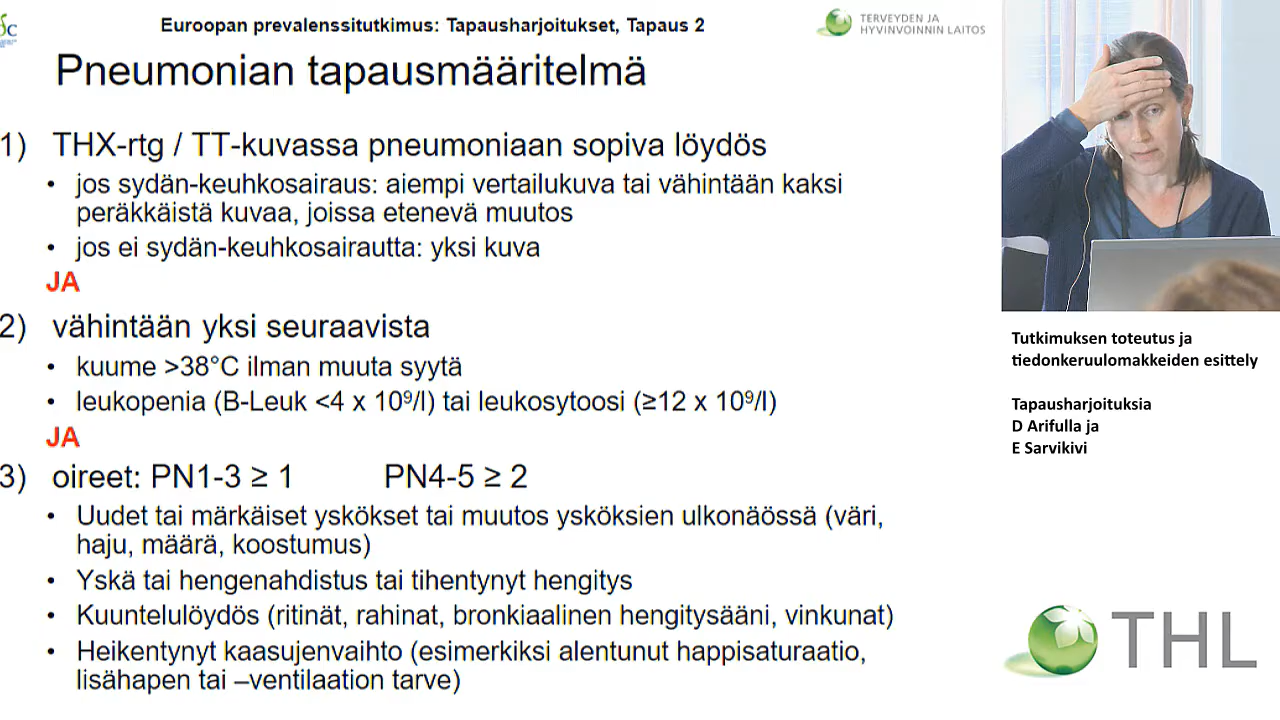 Euroopan prevalenssitutkimus: Tapausharjoitukset, Tapaus 2
TERVEYDEN JA
HYVINVOINNIN LAITOS
Pneumonian tapausmääritelmä
1) THX-rtg / TT-kuvassa pneumoniaan sopiva löydös
• jos sydän-keuhkosairaus: aiempi vertailukuva tai vähintään kaksi
peräkkäistä kuvaa, joissa etenevä muutos
• jos ei sydän-keuhkosairautta: yksi kuva
JA
2) vähintään yksi seuraavista
• kuume >38°C ilman muuta syytä
• leukopenia (B-Leuk <4 x 10⁹/l) tai leukosytoosi (≥12 x 10⁹/l)
JA
3) oireet: PN1-3 ≥ 1 PN4-5 ≥ 2
• Uudet tai märkäiset yskökset tai muutos ysköksien ulkonäössä (väri,
haju, määrä, koostumus)
• Yskä tai hengenahdistus tai tihentynyt hengitys
• Kuuntelulöydös (ritinät, rahinat, bronkiaalinen hengitysääni, vinkunat)
• Heikentynyt kaasujenvaihto (esimerkiksi alentunut happisaturaatio,
lisähapen tai –ventilaation tarve)
Tutkimuksen toteutus ja
tiedonkeruulomakkeiden esittely
Tapausharjoituksia
D Arifulla ja
E Sarvikivi
THL